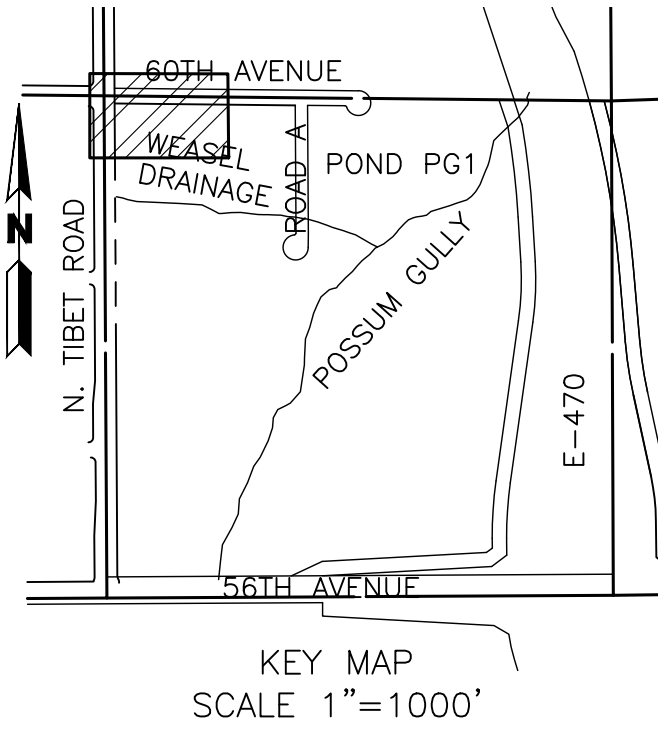 60TH AVENUE
WEASEL
DRAINAGE
ROAD A
POND PG1
N
N. TIBET ROAD
POSSUM GULLY
E-470
56TH AVENUE
KEY MAP
SCALE 1"=1000'